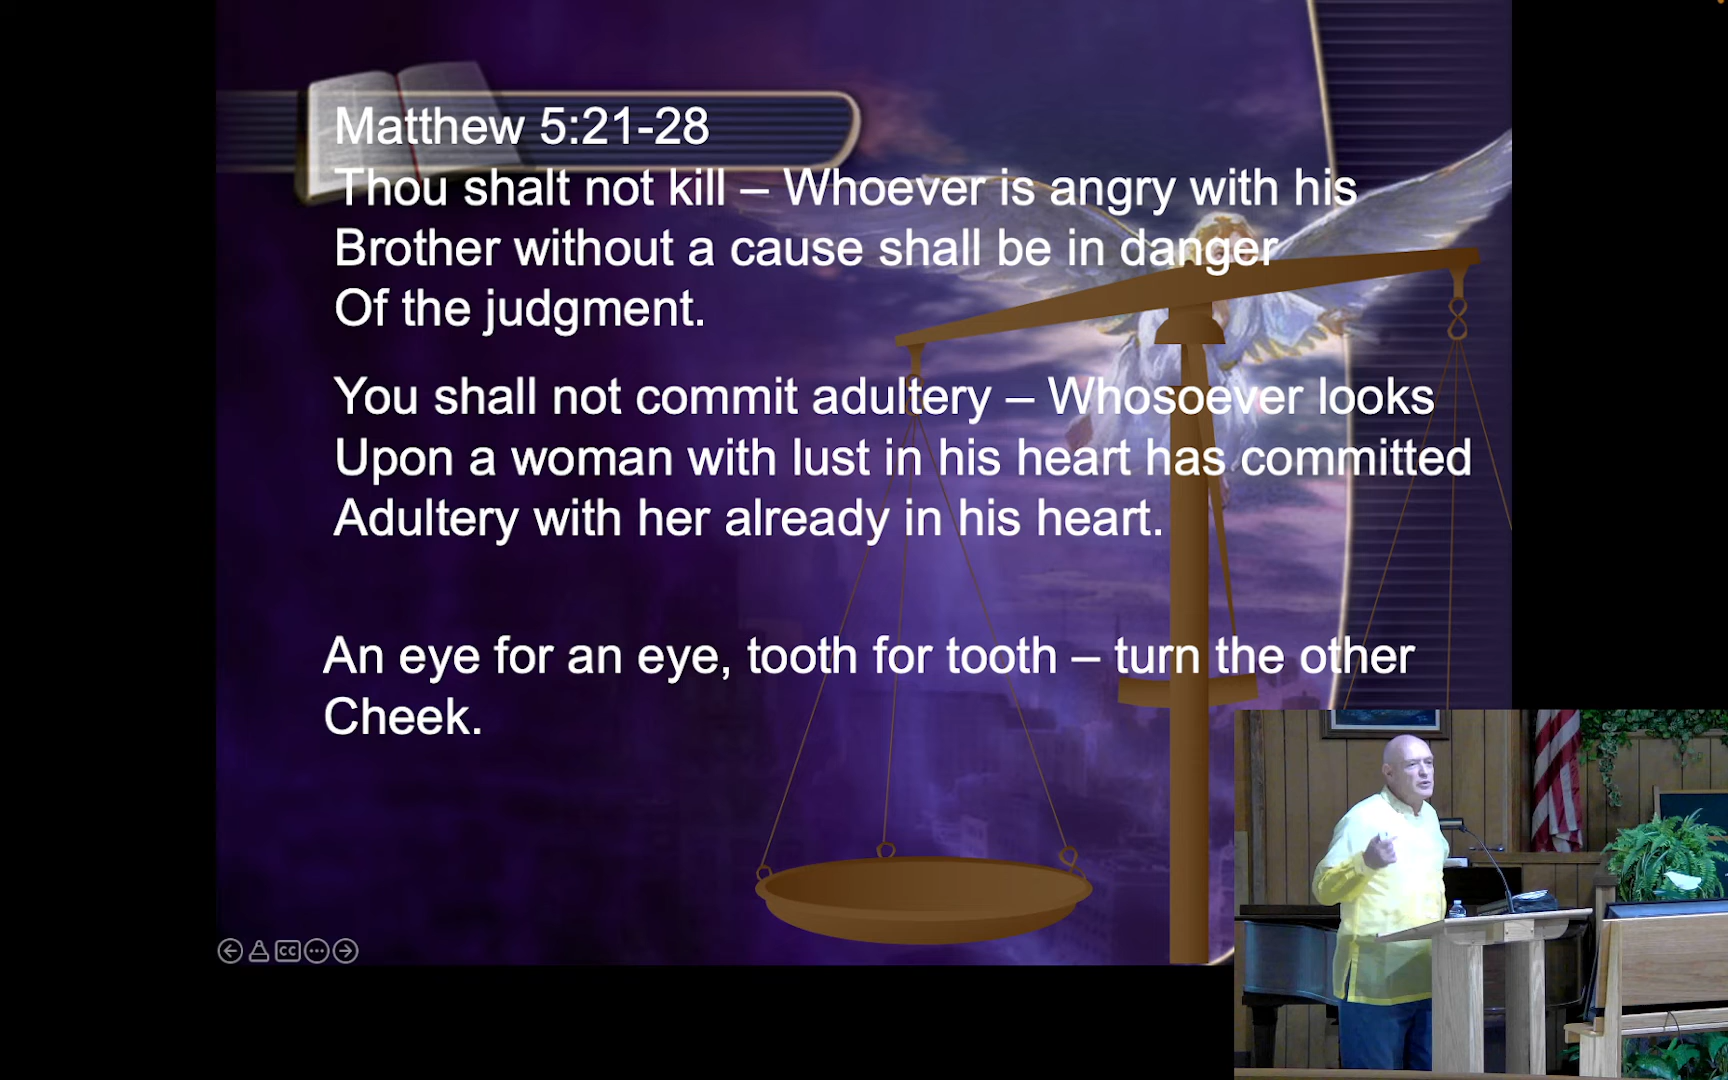 Matthew 5:21-28
Thou shalt not kill – Whoever is angry with his
Brother without a cause shall be in danger
Of the judgment.
You shall not commit adultery – Whosoever looks
Upon a woman with lust in his heart has committed
Adultery with her already in his heart.
An eye for an eye, tooth for tooth – turn the other
Cheek.
CC